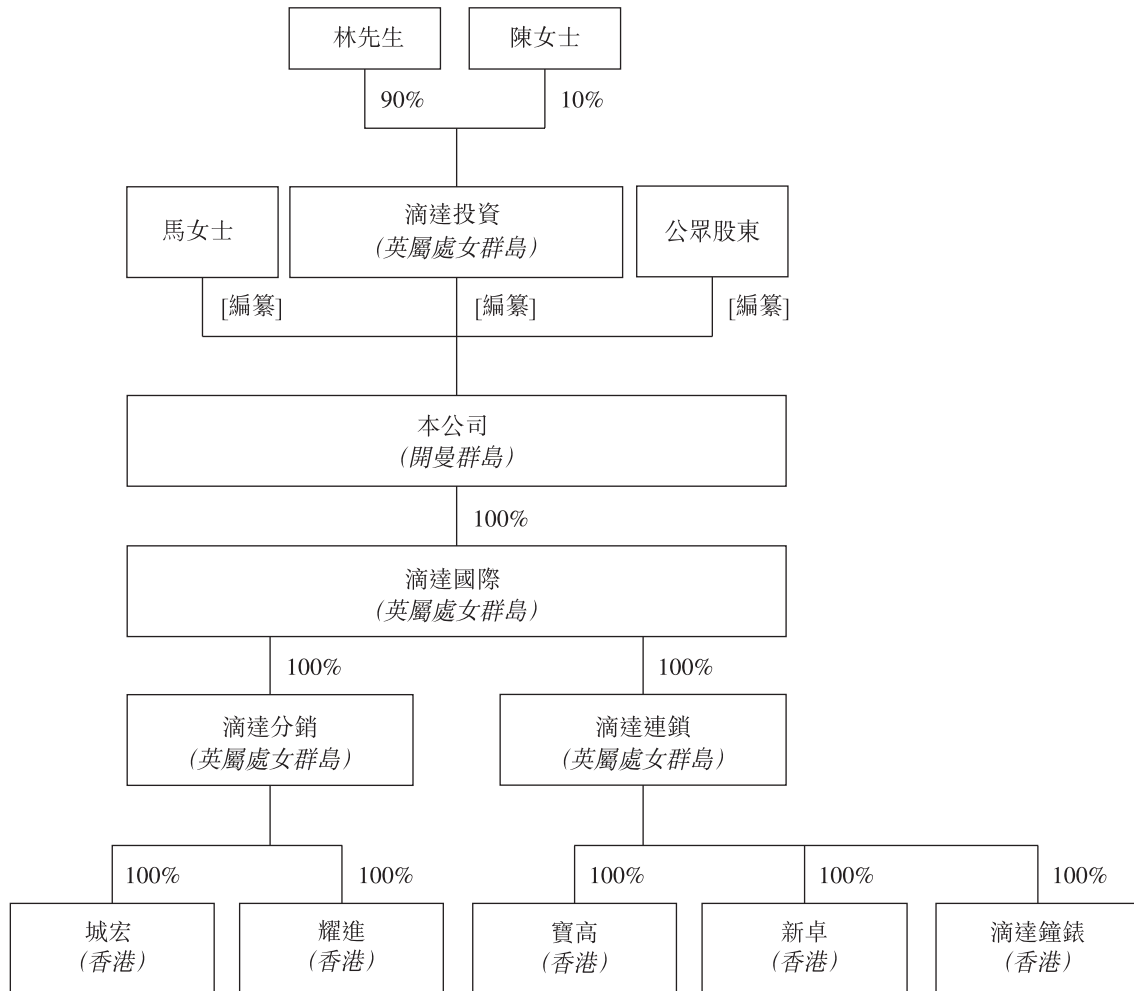 林先生
陳女士
90%
10%
馬女士
滴達投資
(英屬處女群島)
公眾股東
[編纂]
[編纂]
[編纂]
本公司
(開曼群島)
100%
滴達國際
(英屬處女群島)
100%
100%
滴達分銷
(英屬處女群島)
滴達連鎖
(英屬處女群島)
100%
100%
100%
100%
100%
城宏
(香港)
耀進
(香港)
寶高
(香港)
新卓
(香港)
滴達鐘錶
(香港)